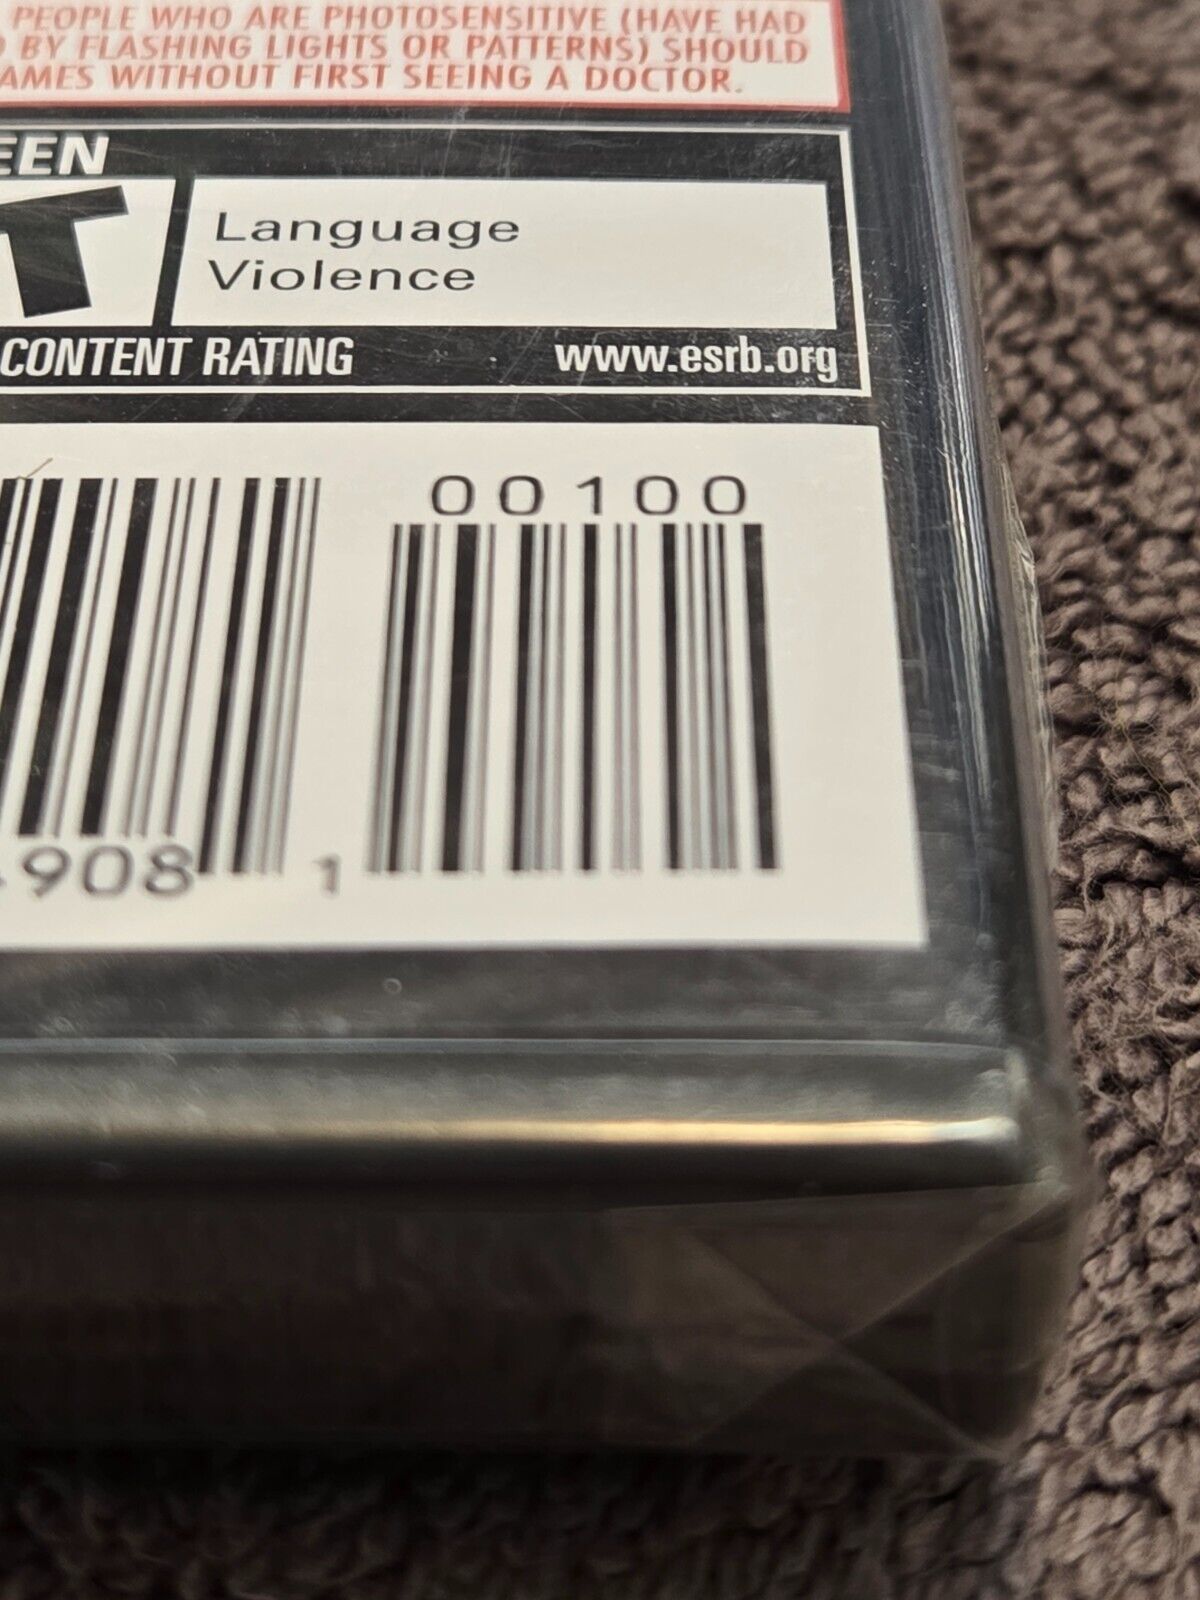 PEOPLE WHO ARE PHOTOSENSITIVE (HAVE HAD
BY FLASHING LIGHTS OR PATTERNS) SHOULD
AMES WITHOUT FIRST SEEING A DOCTOR.
EEN
T
Language
Violence
CONTENT RATING
www.esrb.org
00100
908
1